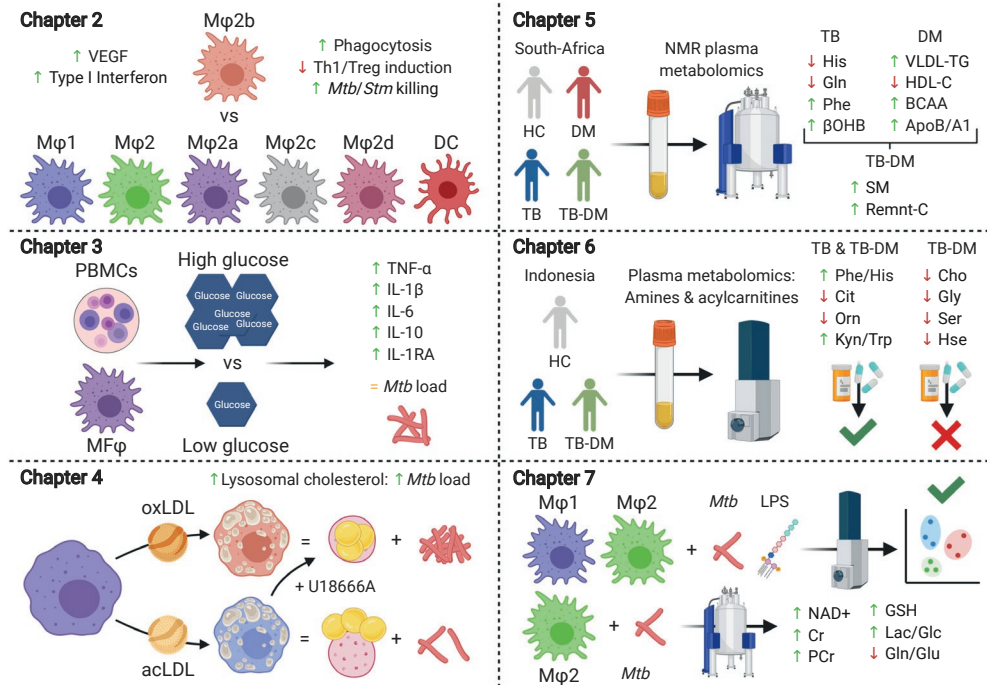 Chapter 2
Mφ2b
↑ VEGF
↑ Type I Interferon
↑ Phagocytosis
↓ Th1/Treg induction
↑ Mtb/Stm killing
vs
Mφ1
Mφ2
Mφ2a
Mφ2c
Mφ2d
DC
Chapter 3
PBMCs
MFφ
High glucose
Glucose Glucose
Glucose
Glucose Glucose
vs
Glucose
Low glucose
↑ TNF-α
↑ IL-1β
↑ IL-6
↑ IL-10
↑ IL-1RA
= Mtb load
Chapter 4
↑Lysosomal cholesterol: ↑ Mtb load
oxLDL
= +
+ U18666A
acLDL
= +
Chapter 5
South-Africa
HC
DM
TB
TB-DM
NMR plasma
metabolomics
TB
↓ His
↓ Gln
↑ Phe
↑ βOHB
DM
↑ VLDL-TG
↓ HDL-C
↑ BCAA
↑ ApoB/A1
TB-DM
↑ SM
↑ Remnt-C
Chapter 6
Indonesia
HC
TB
TB-DM
Plasma metabolomics:
Amines & acylcarnitines
TB & TB-DM
↑ Phe/His
↓ Cit
↓ Orn
↑ Kyn/Trp
TB-DM
↓ Cho
↓ Gly
↓ Ser
↓ Hse
Chapter 7
Mφ1
Mφ2
+
Mtb
LPS
Mφ2
+
Mtb
↑ NAD+
↑ Cr
↑ PCr
↑ GSH
↑ Lac/Glc
↓ Gln/Glu